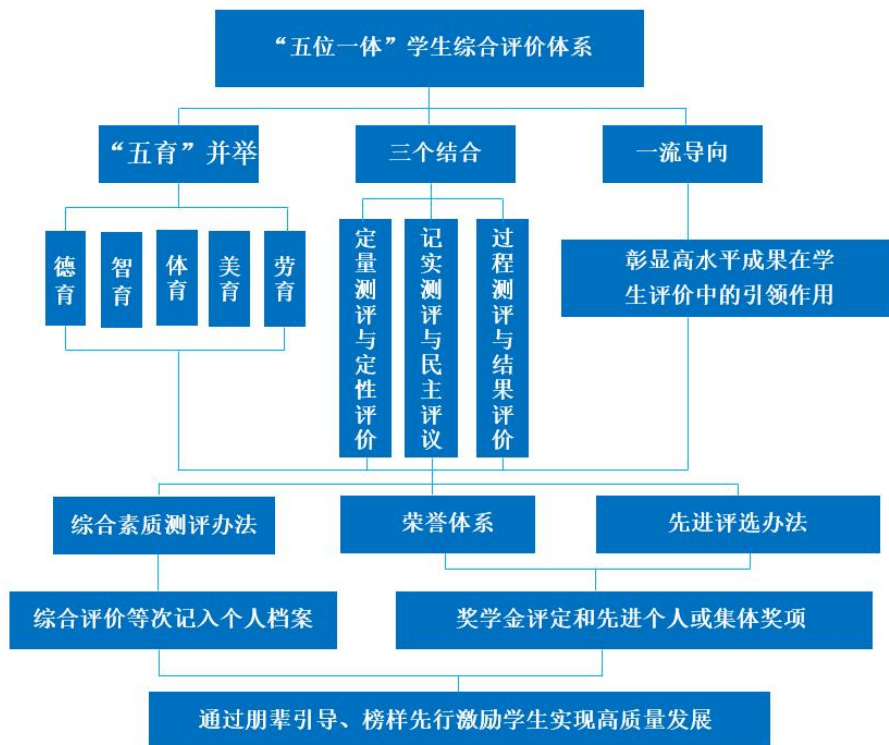 “五位一体”学生综合评价体系
“五育”并举
三个结合
一流导向
德育
智育
体育
美育
劳育
定量测评与定性评价
记实测评与民主评议
过程测评与结果评价
彰显高水平成果在学
生评价中的引领作用
综合素质测评办法
荣誉体系
先进评选办法
综合评价等次记入个人档案
奖学金评定和先进个人或集体奖项
通过朋辈引导、榜样先行激励学生实现高质量发展